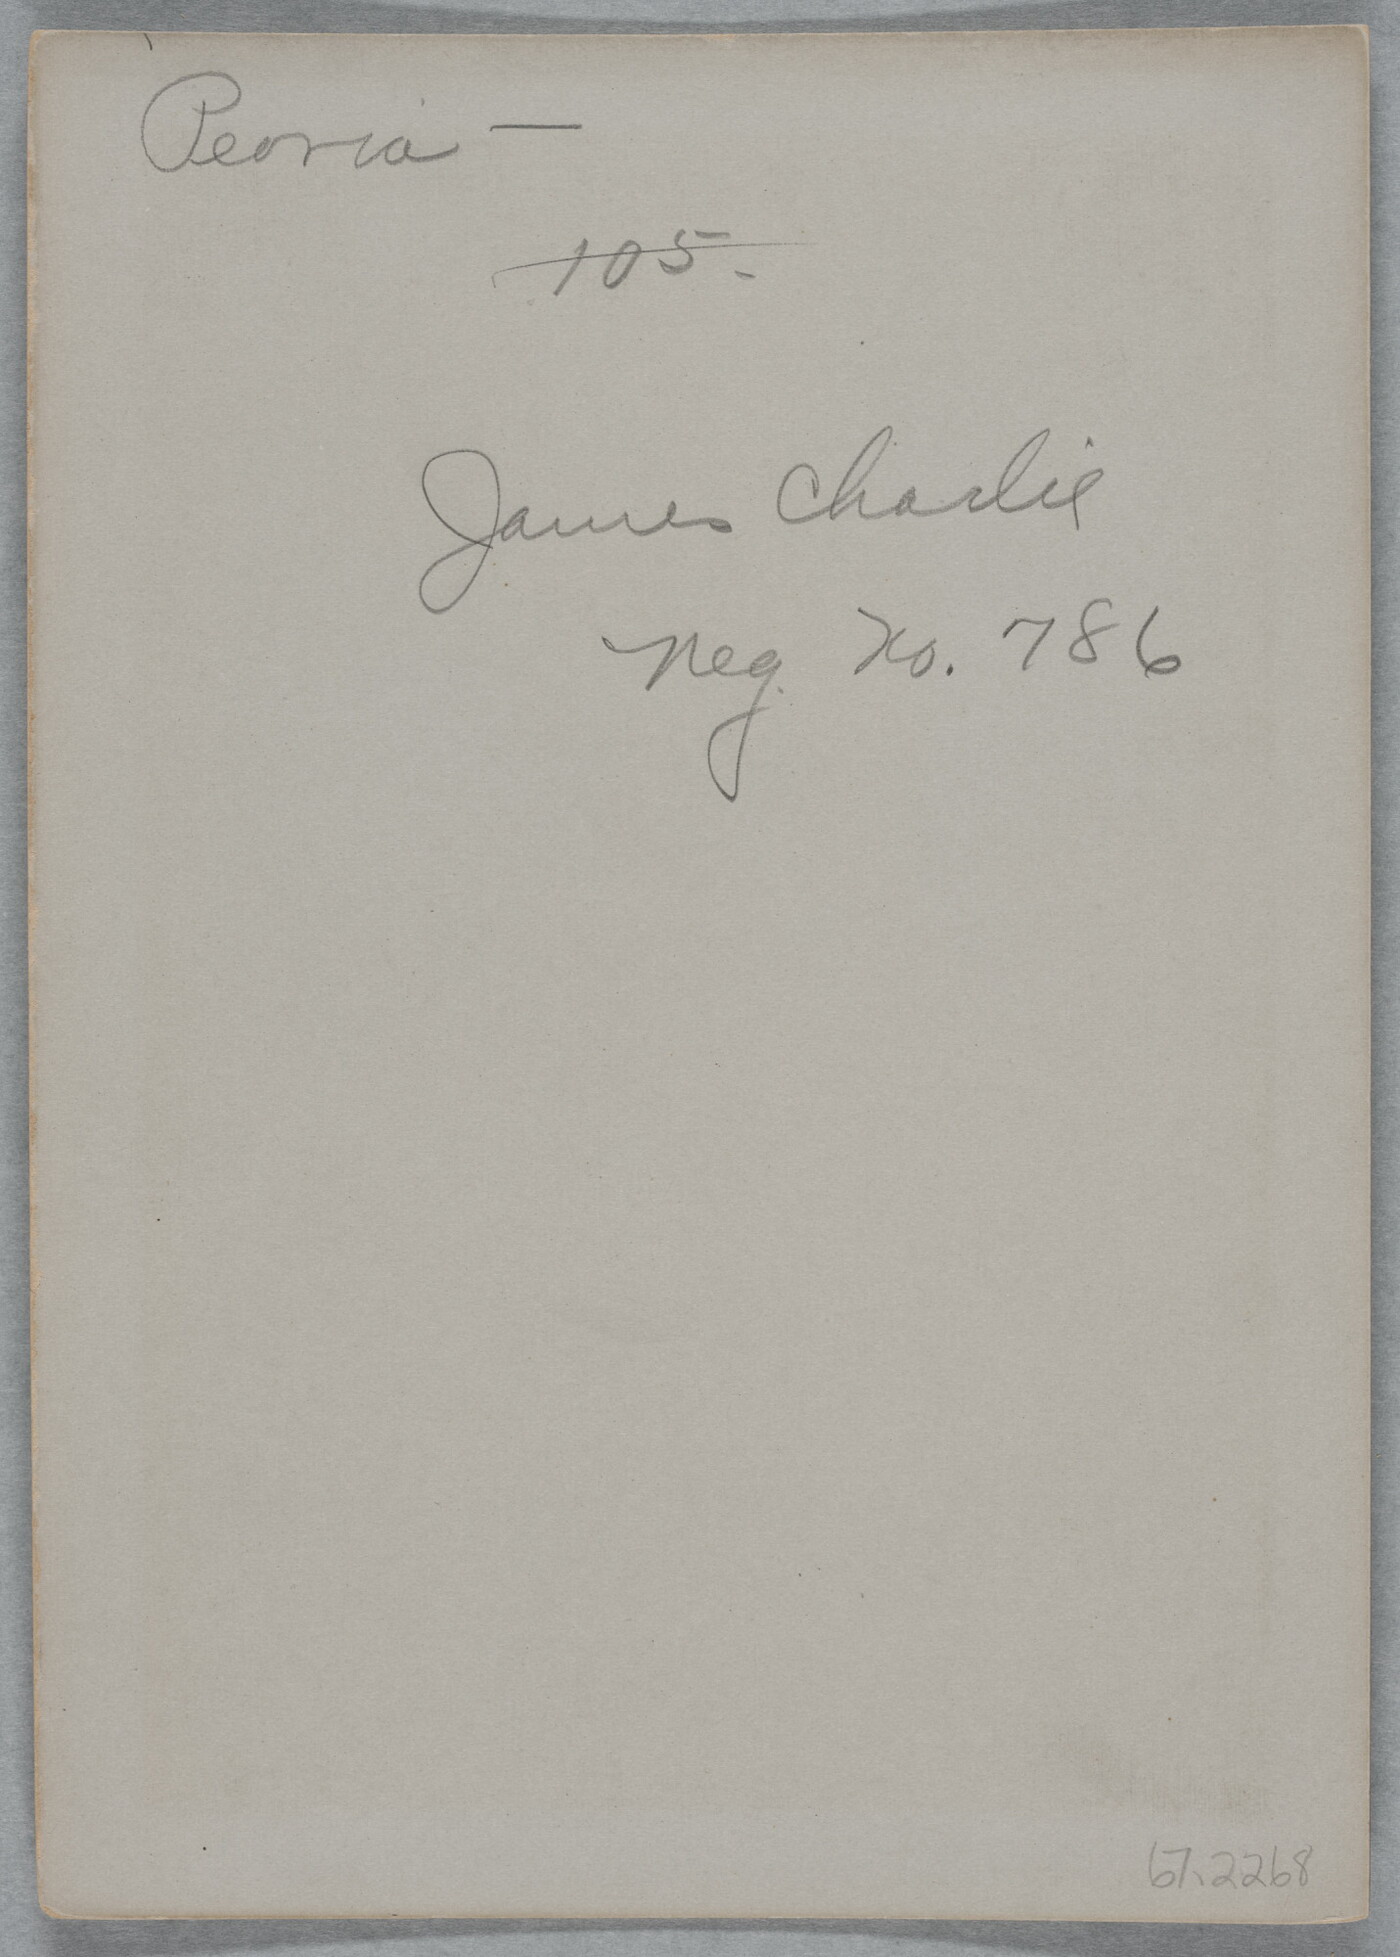 Peoria —
105.
James Charlie
Neg. No. 786
67.2268